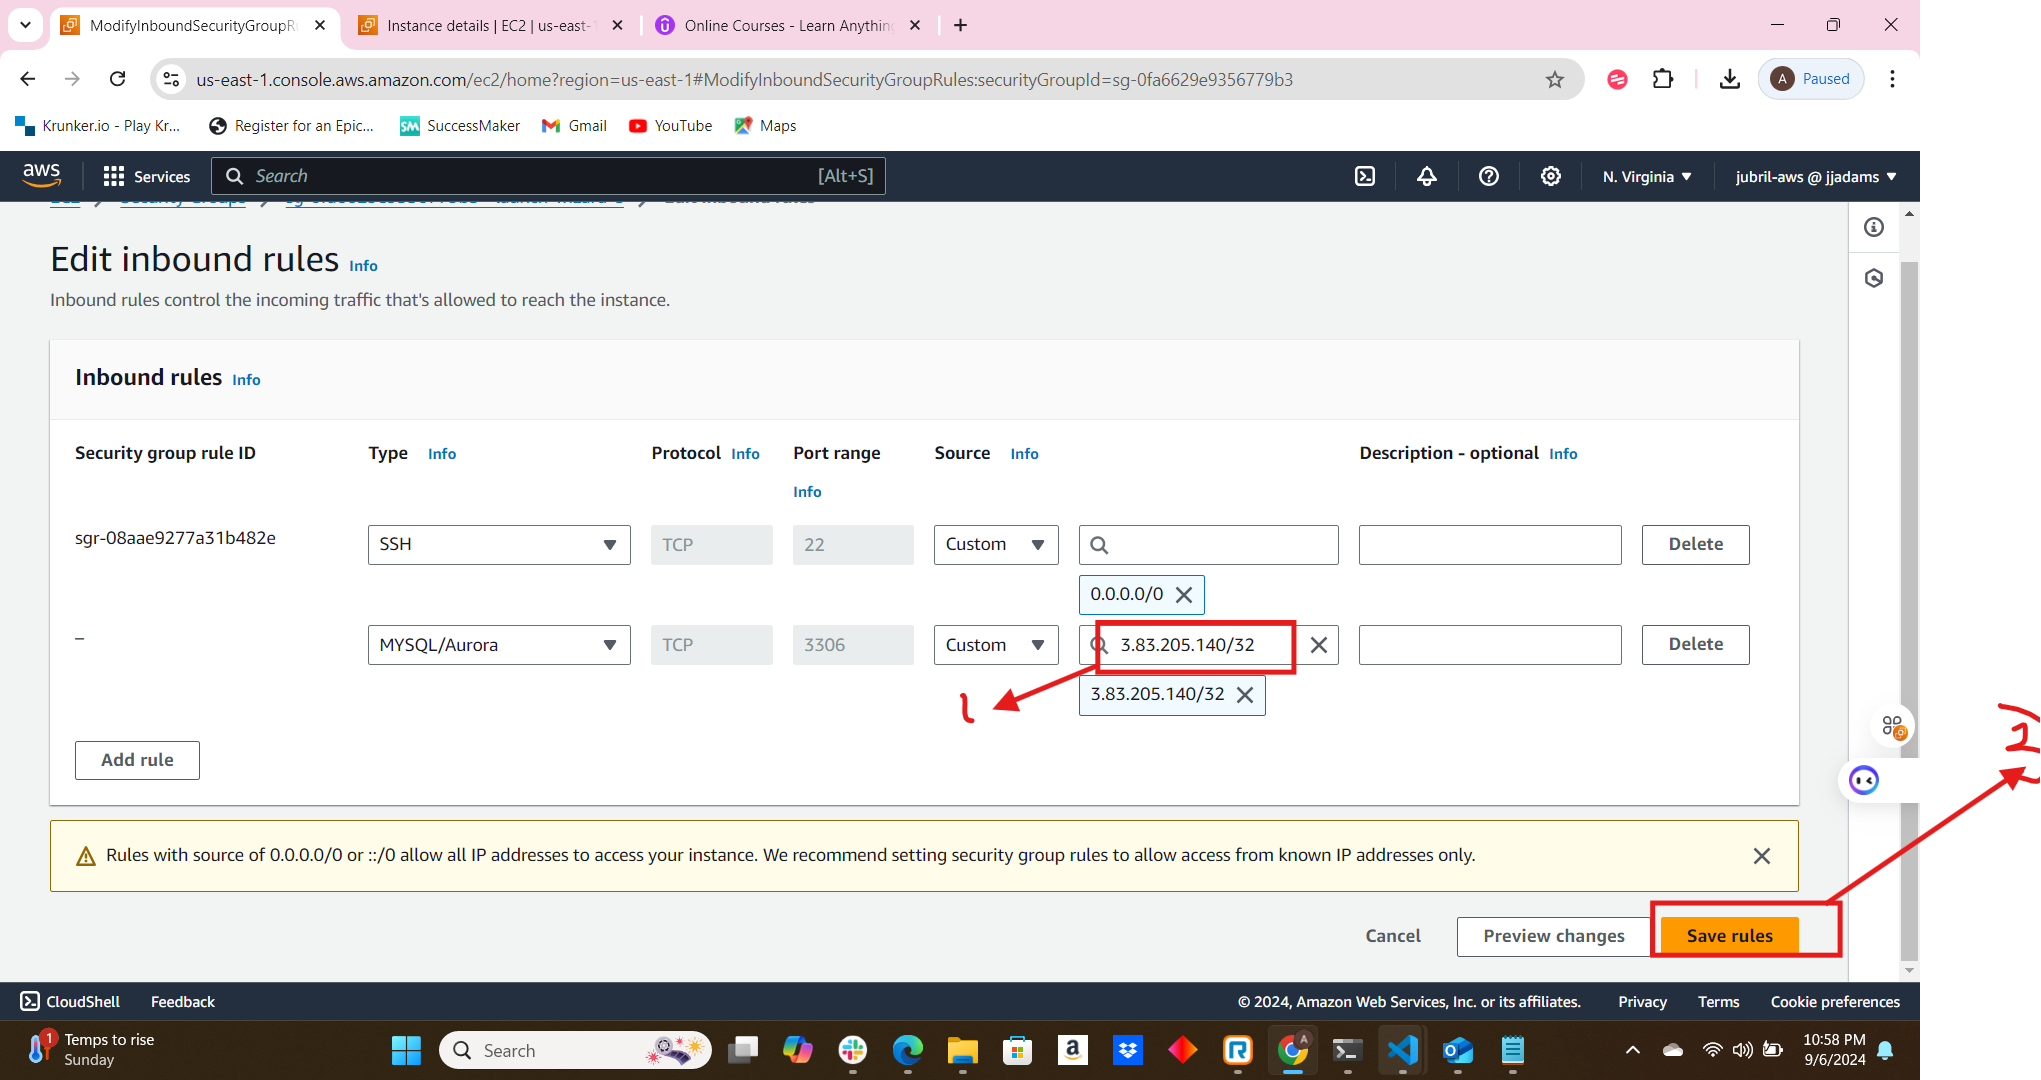 ModifyInboundSecurityGroupR
Instance details | EC2 | us-east-1
Online Courses - Learn Anything
us-east-1.console.aws.amazon.com/ec2/home?region=us-east-1#ModifyInboundSecurityGroupRules:securityGroupId=sg-0fa6629e9356779b3
A Paused
Krunker.io - Play Kr...
Register for an Epic...
SM SuccessMaker
Gmail
YouTube
Maps
aws
Services
Search [Alt+S]
N. Virginia
jubril-aws @ jjadams
Edit inbound rules Info
Inbound rules control the incoming traffic that's allowed to reach the instance.
Inbound rules Info
Security group rule ID
Type Info
Protocol Info
Port range
Info
Source Info
Description - optional Info
sgr-08aae9277a31b482e
SSH
TCP
22
Custom
Delete
0.0.0.0/0
–
MYSQL/Aurora
TCP
3306
Custom
3.83.205.140/32
Delete
3.83.205.140/32
1
2
Add rule
Rules with source of 0.0.0.0/0 or ::/0 allow all IP addresses to access your instance. We recommend setting security group rules to allow access from known IP addresses only.
Cancel
Preview changes
Save rules
CloudShell
Feedback
© 2024, Amazon Web Services, Inc. or its affiliates.
Privacy
Terms
Cookie preferences
1
Temps to rise
Sunday
Search
10:58 PM
9/6/2024